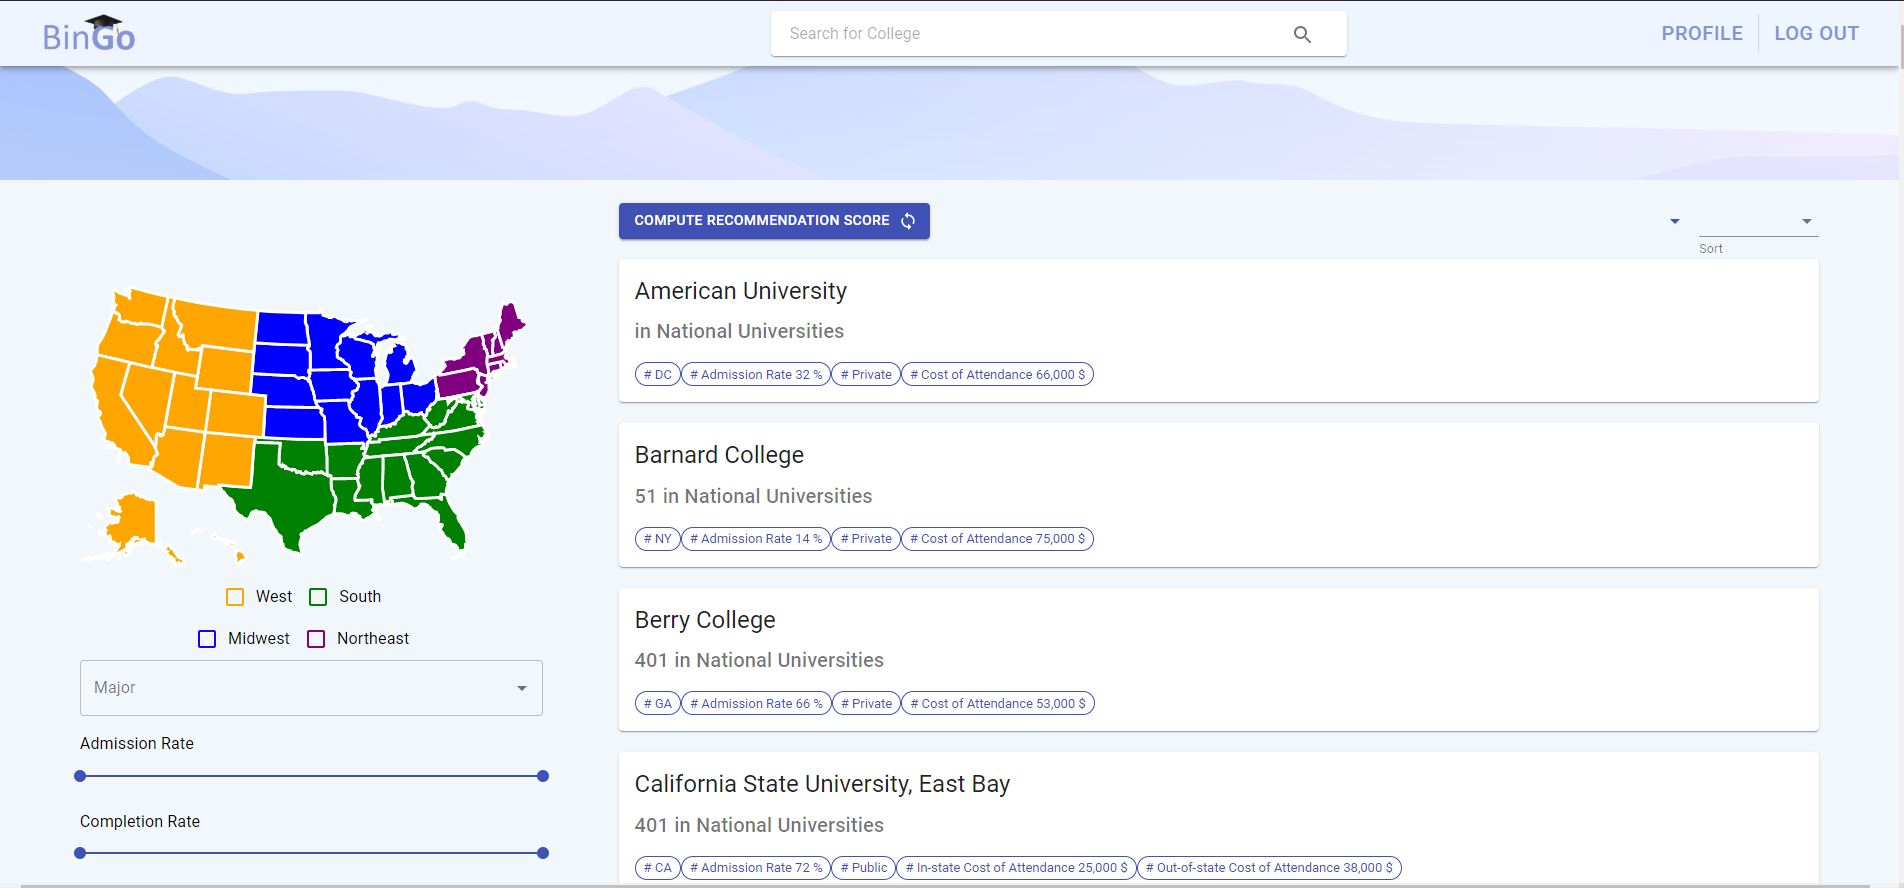 BinGo
Search for College
PROFILE
LOG OUT
COMPUTE RECOMMENDATION SCORE
Sort
American University
in National Universities
# DC # Admission Rate 32 % # Private # Cost of Attendance 66,000 $
Barnard College
51 in National Universities
# NY # Admission Rate 14 % # Private # Cost of Attendance 75,000 $
Berry College
401 in National Universities
# GA # Admission Rate 66 % # Private # Cost of Attendance 53,000 $
California State University, East Bay
401 in National Universities
# CA # Admission Rate 72 % # Public # In-state Cost of Attendance 25,000 $ # Out-of-state Cost of Attendance 38,000 $
West South
Midwest Northeast
Major
Admission Rate
Completion Rate